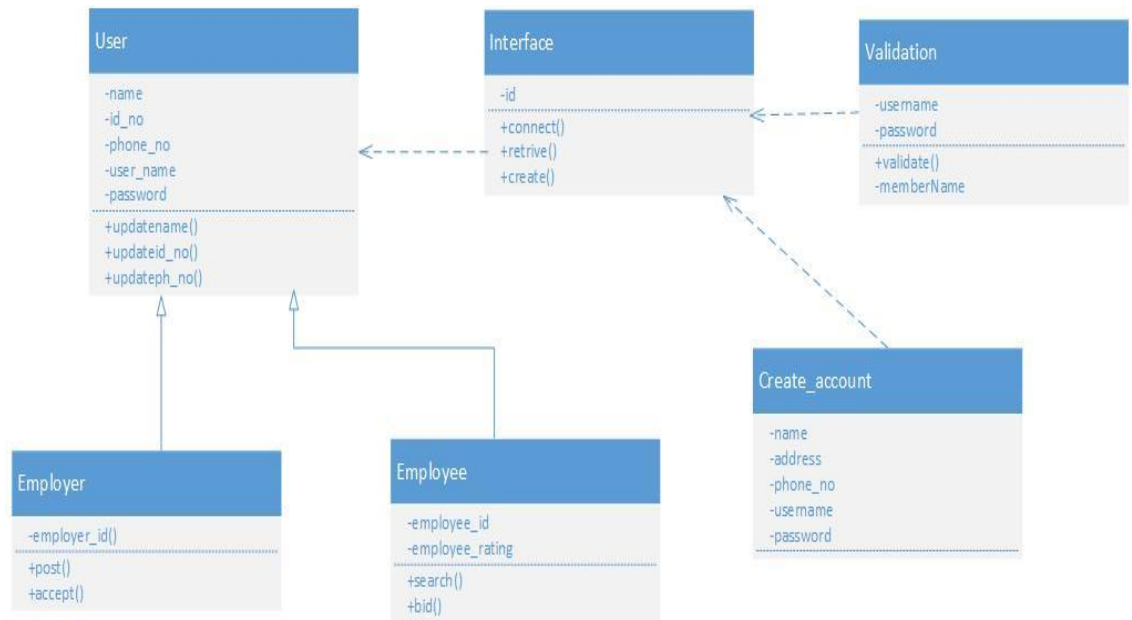 User
-name
-id_no
-phone_no
-user_name
-password
+updatename()
+updateid_no()
+updateph_no()
Interface
-id
+connect()
+retrive()
+create()
Validation
-username
-password
+validate()
-memberName
Employer
-employer_id()
+post()
+accept()
Employee
-employee_id
-employee_rating
+search()
+bid()
Create_account
-name
-address
-phone_no
-username
-password